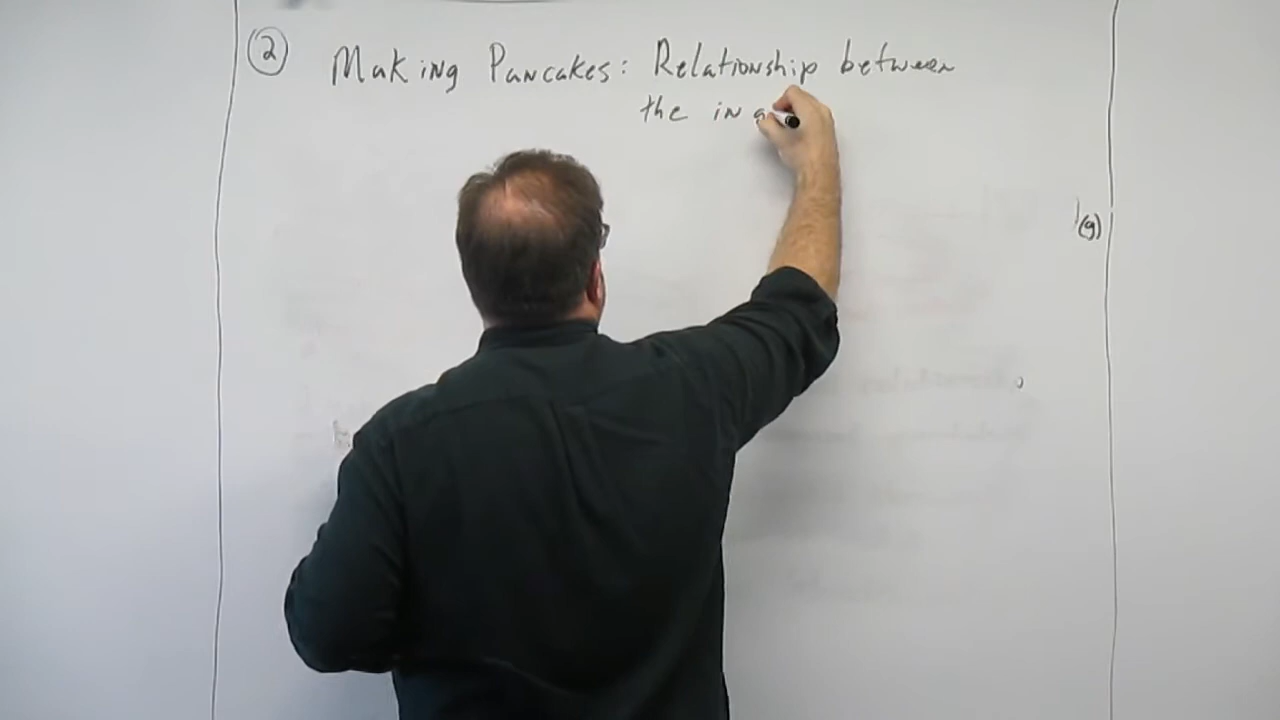 ② Making Pancakes: Relationship between
the in
(g)